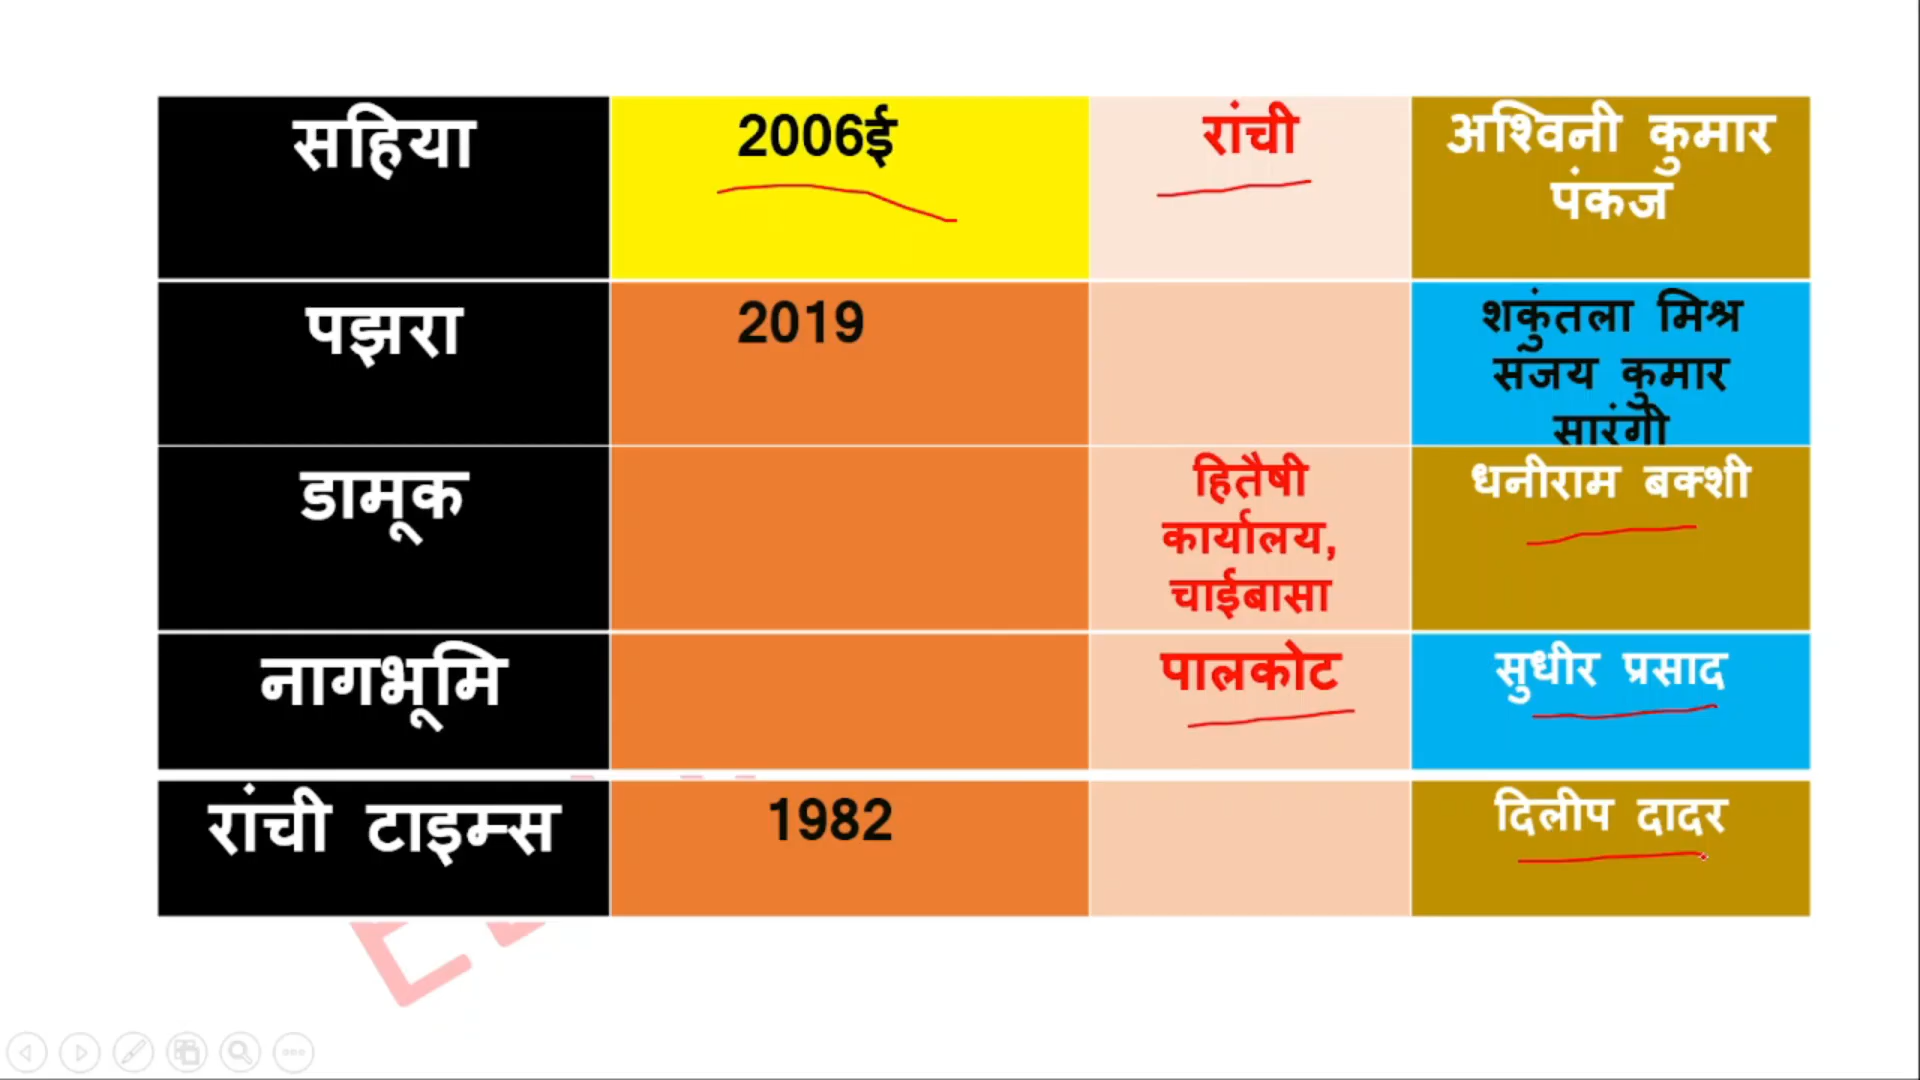 सहिया
2006ई
रांची
अश्विनी कुमार
पंकज
पझरा
2019
शकुंतला मिश्र
संजय कुमार
सारंगी
डामूक
हितैषी
कार्यालय,
चाईबासा
धनीराम बक्शी
नागभूमि
पालकोट
सुधीर प्रसाद
रांची टाइम्स
1982
दिलीप दादर